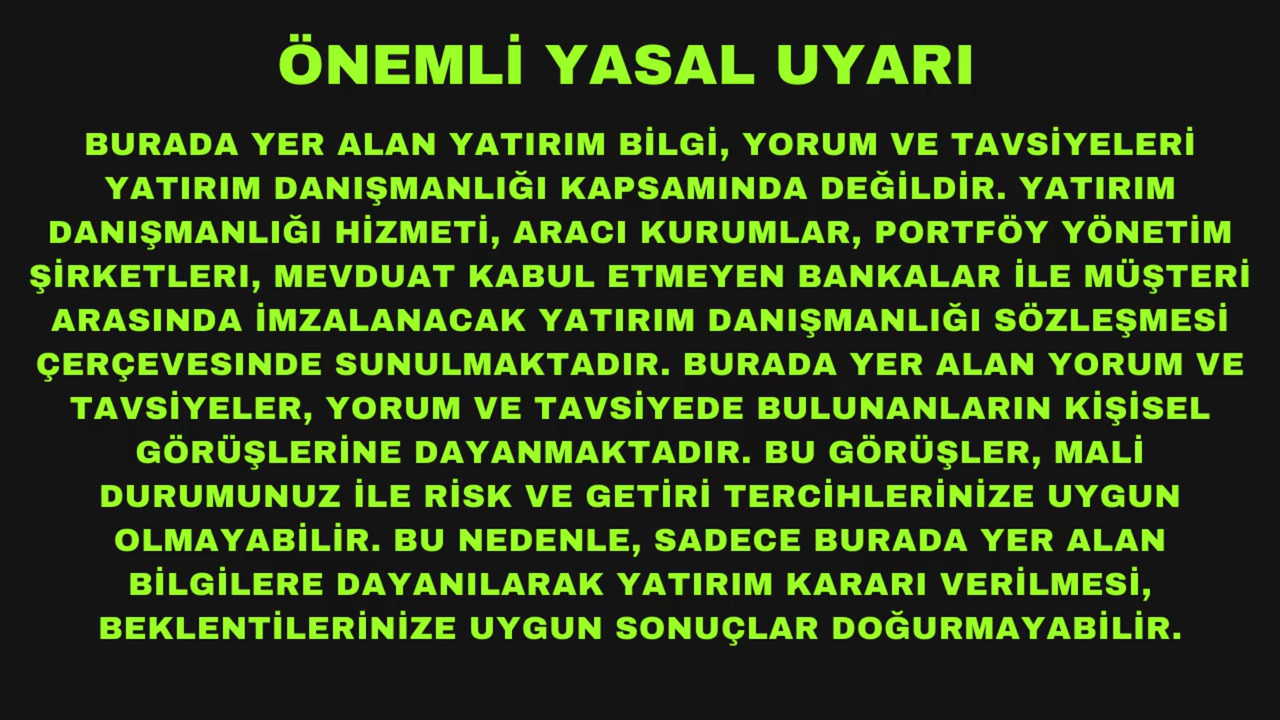 ÖNEMLİ YASAL UYARI
BURADA YER ALAN YATIRIM BİLGİ, YORUM VE TAVSİYELERİ
YATIRIM DANIŞMANLIĞI KAPSAMINDA DEĞİLDİR. YATIRIM
DANIŞMANLIĞI HİZMETİ, ARACI KURUMLAR, PORTFÖY YÖNETİM
ŞİRKETLERI, MEVDUAT KABUL ETMEYEN BANKALAR İLE MÜŞTERİ
ARASINDA İMZALANACAK YATIRIM DANIŞMANLIĞI SÖZLEŞMESİ
ÇERÇEVESINDE SUNULMAKTADIR. BURADA YER ALAN YORUM VE
TAVSİYELER, YORUM VE TAVSİYEDE BULUNANLARIN KİŞİSEL
GÖRÜŞLERİNE DAYANMAKTADIR. BU GÖRÜŞLER, MALİ
DURUMUNUZ İLE RİSK VE GETİRİ TERCİHLERİNİZE UYGUN
OLMAYABİLİR. BU NEDENLE, SADECE BURADA YER ALAN
BİLGİLERE DAYANILARAK YATIRIM KARARI VERİLMESİ,
BEKLENTİLERİNİZE UYGUN SONUÇLAR DOĞURMAYABİLİR.